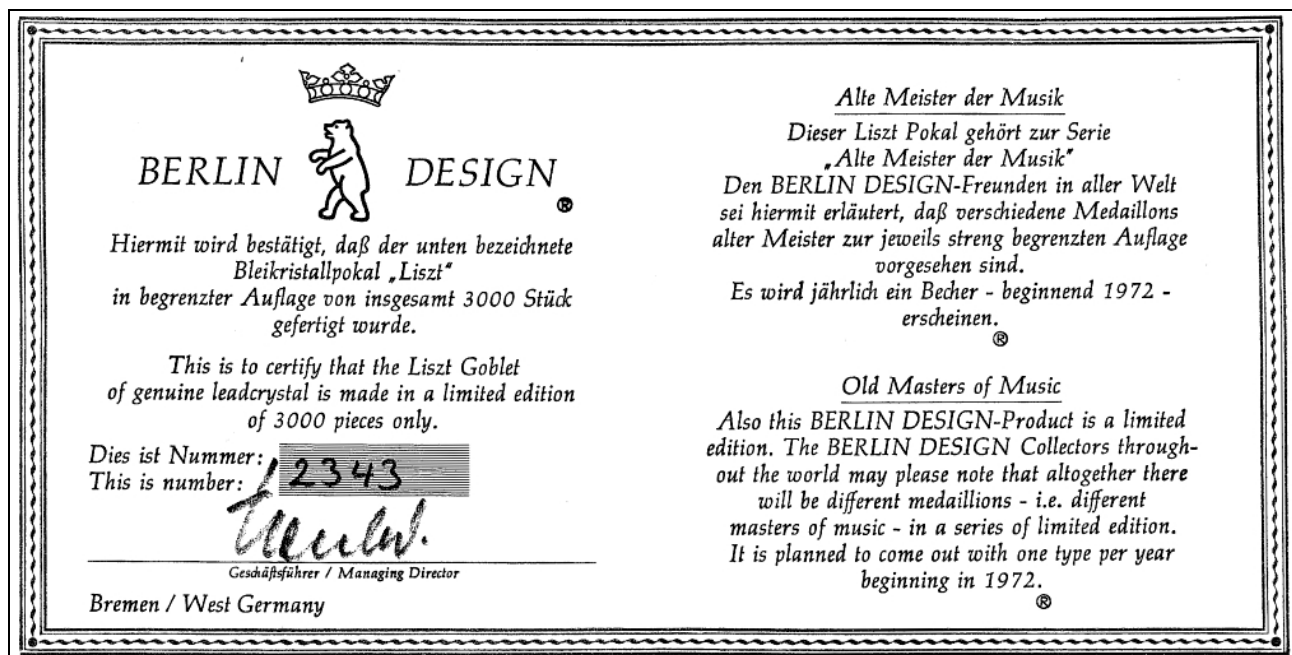 BERLIN DESIGN
®
Hiermit wird bestätigt, daß der unten bezeichnete
Bleikristallpokal „Liszt“
in begrenzter Auflage von insgesamt 3000 Stück
gefertigt wurde.
This is to certify that the Liszt Goblet
of genuine leadcrystal is made in a limited edition
of 3000 pieces only.
Dies ist Nummer:
This is number: 2343
Geschäftsführer / Managing Director
Bremen / West Germany
Alte Meister der Musik
Dieser Liszt Pokal gehört zur Serie
„Alte Meister der Musik“
Den BERLIN DESIGN-Freunden in aller Welt
sei hiermit erläutert, daß verschiedene Medaillons
alter Meister zur jeweils streng begrenzten Auflage
vorgesehen sind.
Es wird jährlich ein Becher - beginnend 1972 -
erscheinen.
®
Old Masters of Music
Also this BERLIN DESIGN-Product is a limited
edition. The BERLIN DESIGN Collectors through-
out the world may please note that altogether there
will be different medaillions - i.e. different
masters of music - in a series of limited edition.
It is planned to come out with one type per year
beginning in 1972.
®